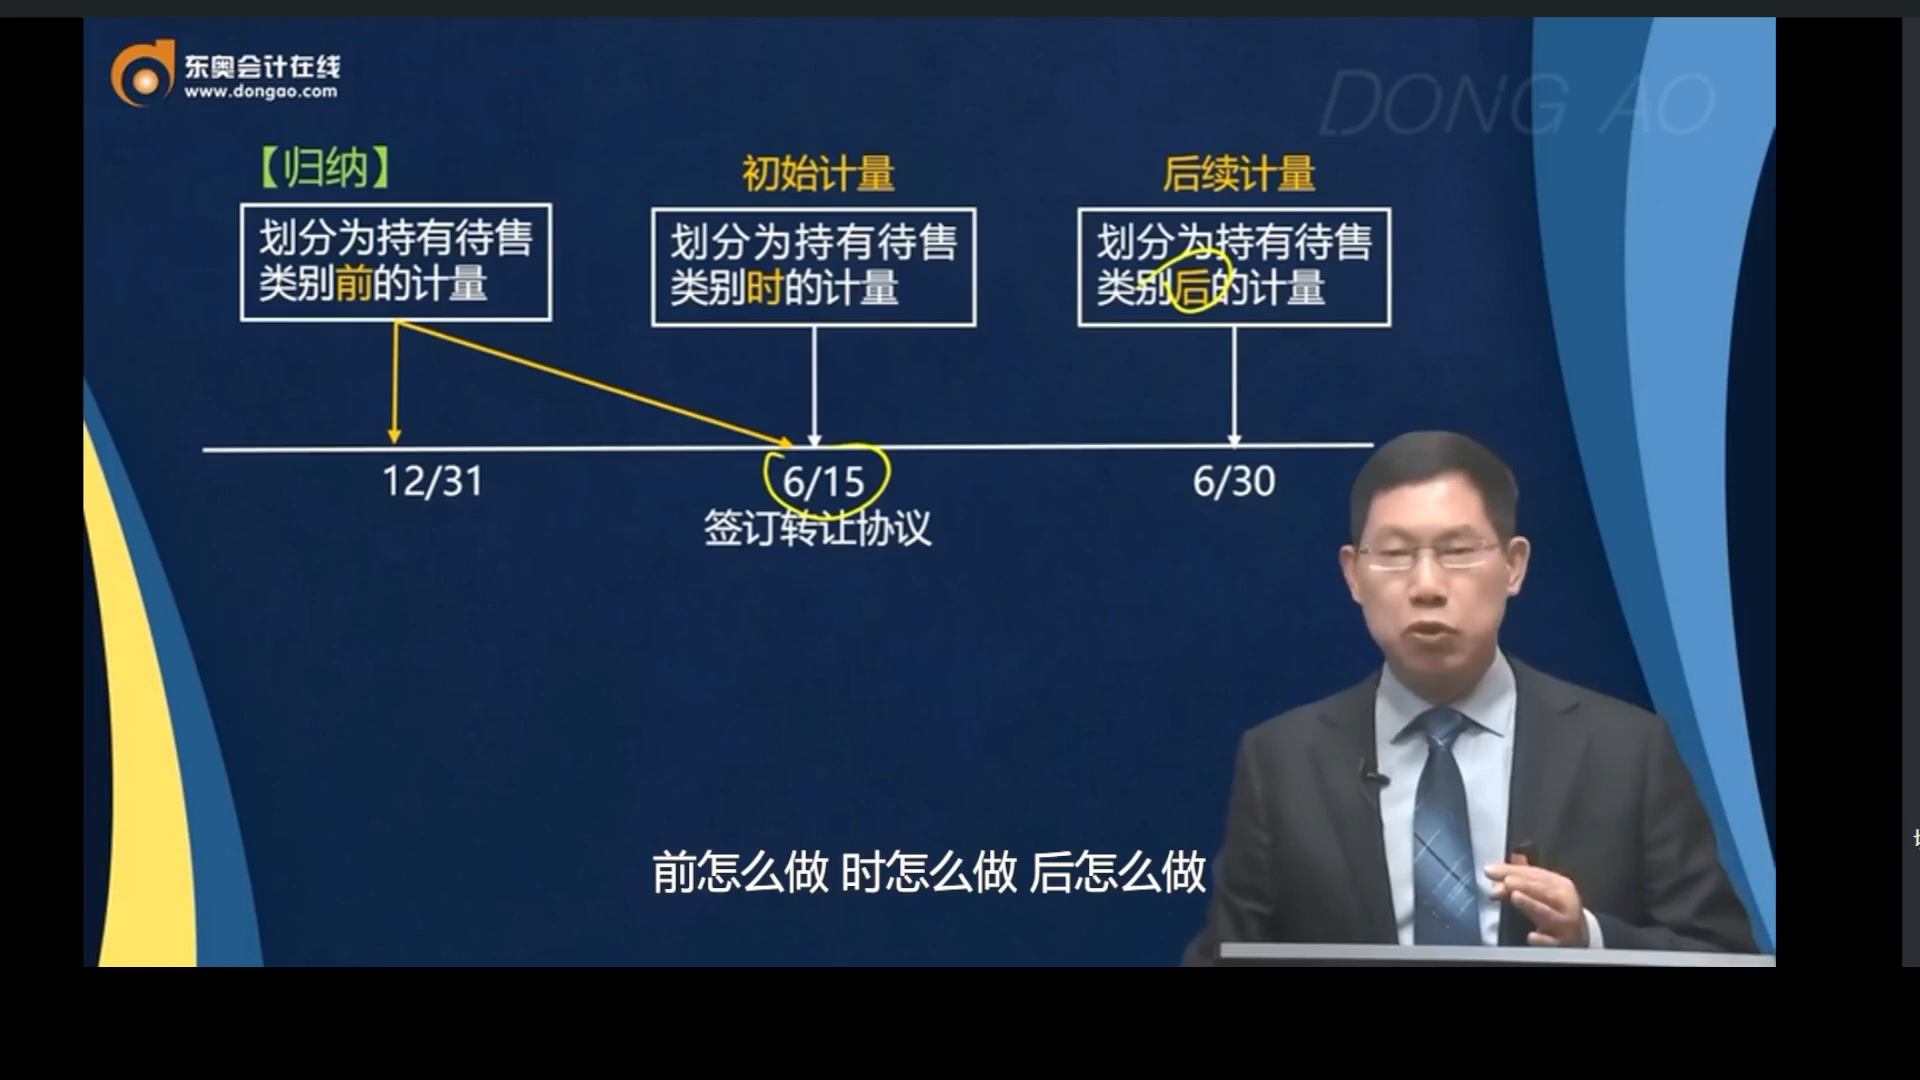 东奥会计在线
www.dongao.com
DONG AO
【归纳】
初始计量
后续计量
划分为持有待售
类别前的计量
划分为持有待售
类别时的计量
划分为持有待售
类别后的计量
12/31
6/15
6/30
签订转让协议
前怎么做 时怎么做 后怎么做